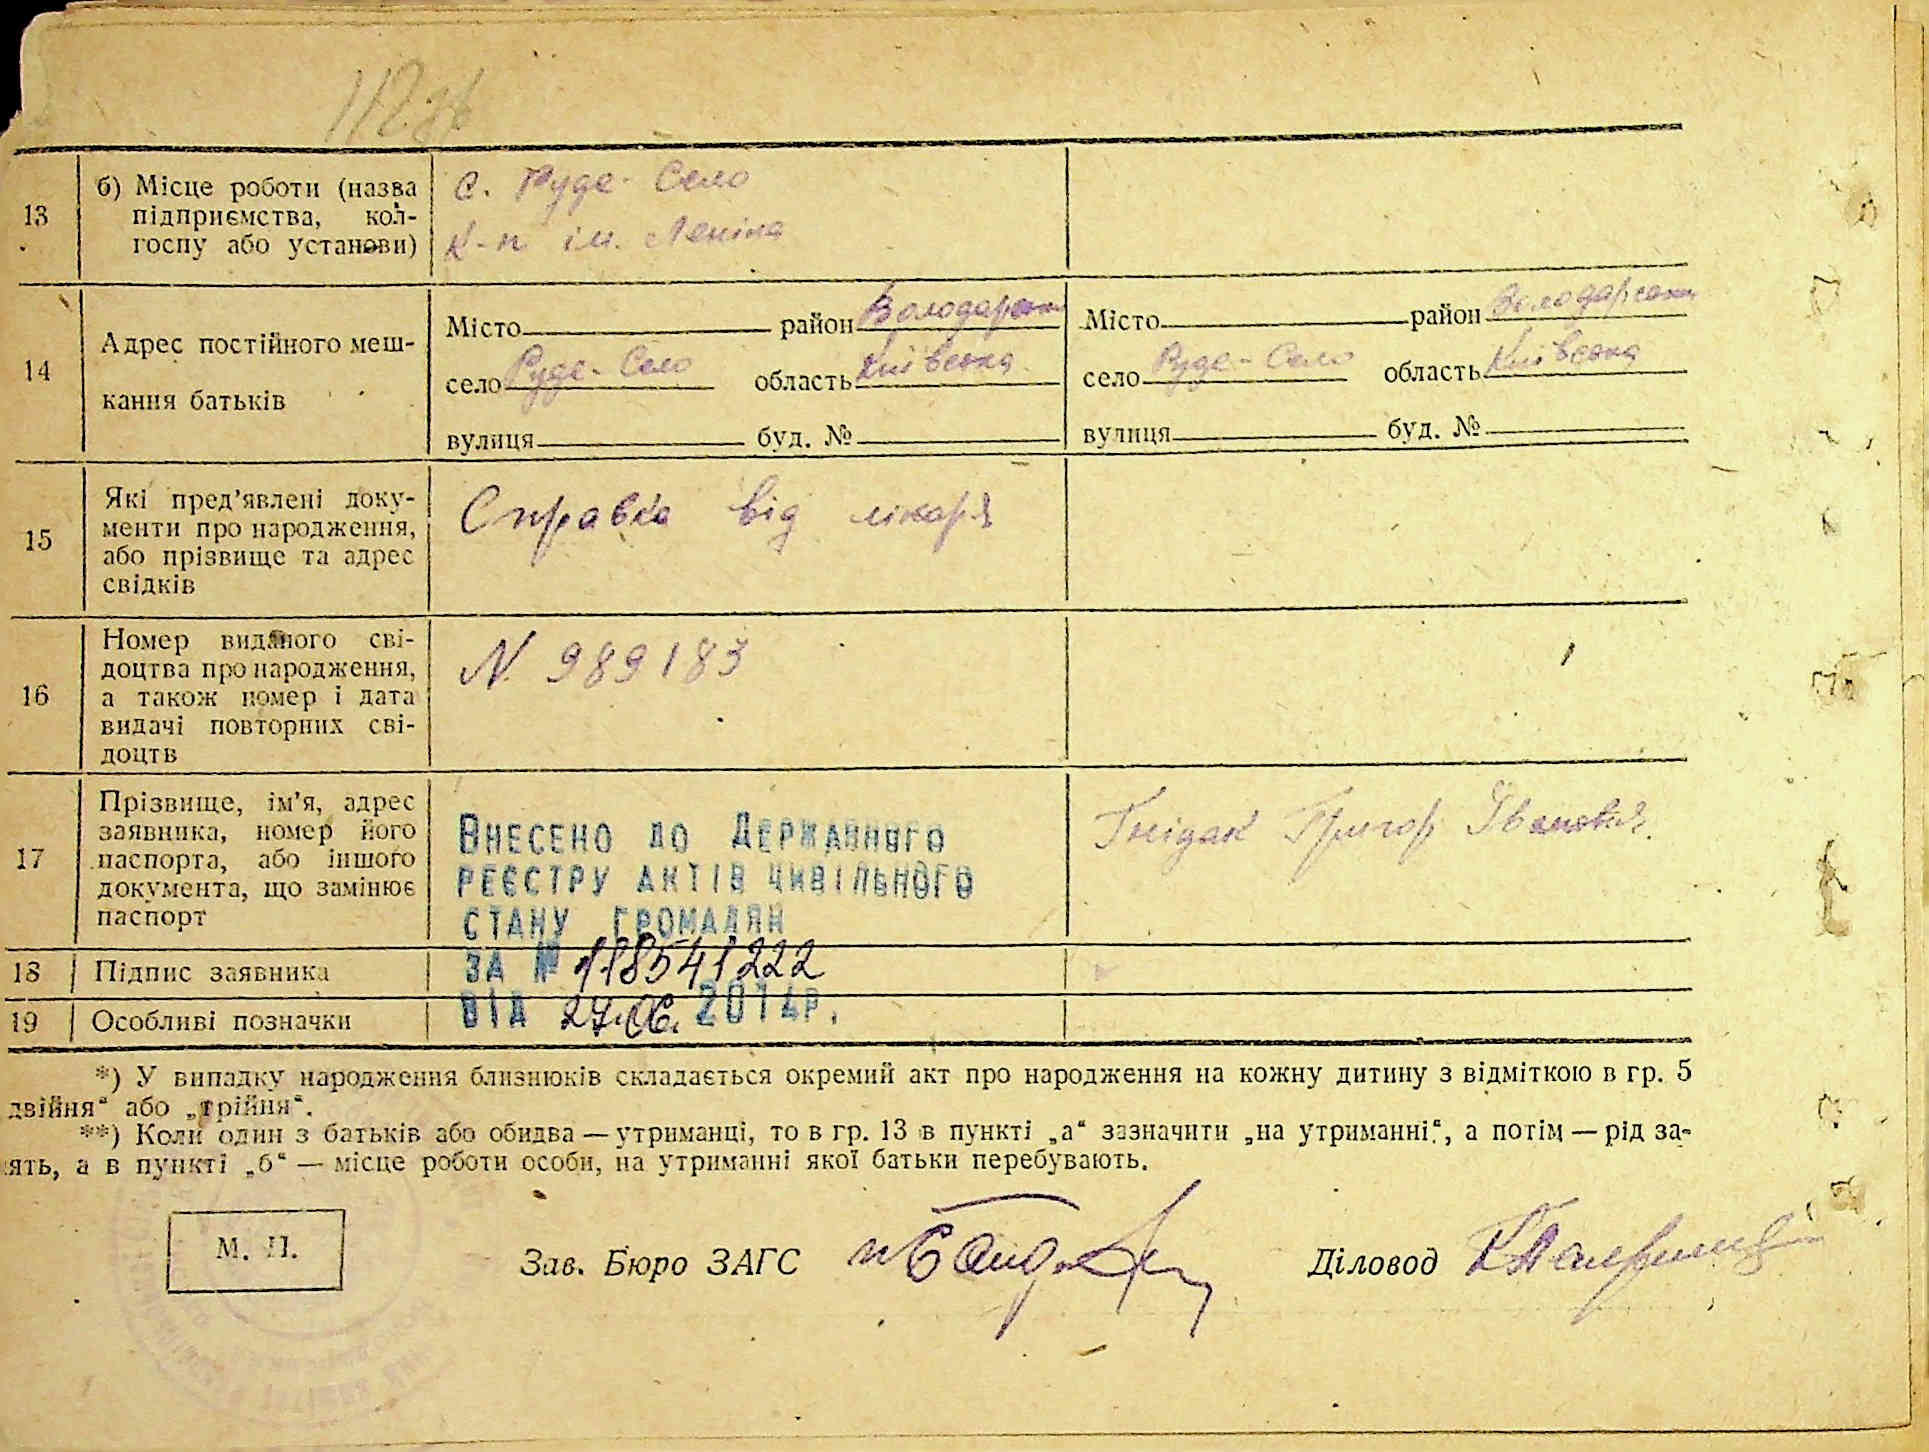 13
б) Місце роботи (назва
підприємства, кол-
госпу або установи)
с. Руде-Село
к-п ім. Леніна
14
Адрес постійного меш-
кання батьків
Місто район Володарськ
село Руде-Село область Київська
вулиця буд. №
Місто район Володарськ
село Руде-Село область Київська
вулиця буд. №
15
Які пред'явлені доку-
менти про народження,
або прізвище та адрес
свідків
Справка від лікаря
16
Номер виданого сві-
доцтва про народження,
а також номер і дата
видачі повторних сві-
доцтв
N 989183
17
Прізвище, ім'я, адрес
заявника, номер його
паспорта, або іншого
документа, що замінює
паспорт
Внесено до Державного
реєстру актів цивільного
стану громадян
за № 118541222
від 27.06.2014р.
Гнідак Григор Іванович.
18
Підпис заявника
19
Особливі позначки
*) У випадку народження близнюків складається окремий акт про народження на кожну дитину з відміткою в гр. 5
двійня“ або „трійня“.
**) Коли один з батьків або обидва — утриманці, то в гр. 13 в пункті „а“ зазначити „на утриманні“, а потім — рід за-
ять, а в пункті „б“ — місце роботи особи, на утриманні якої батьки перебувають.
М. П.
Зав. Бюро ЗАГС
Діловод